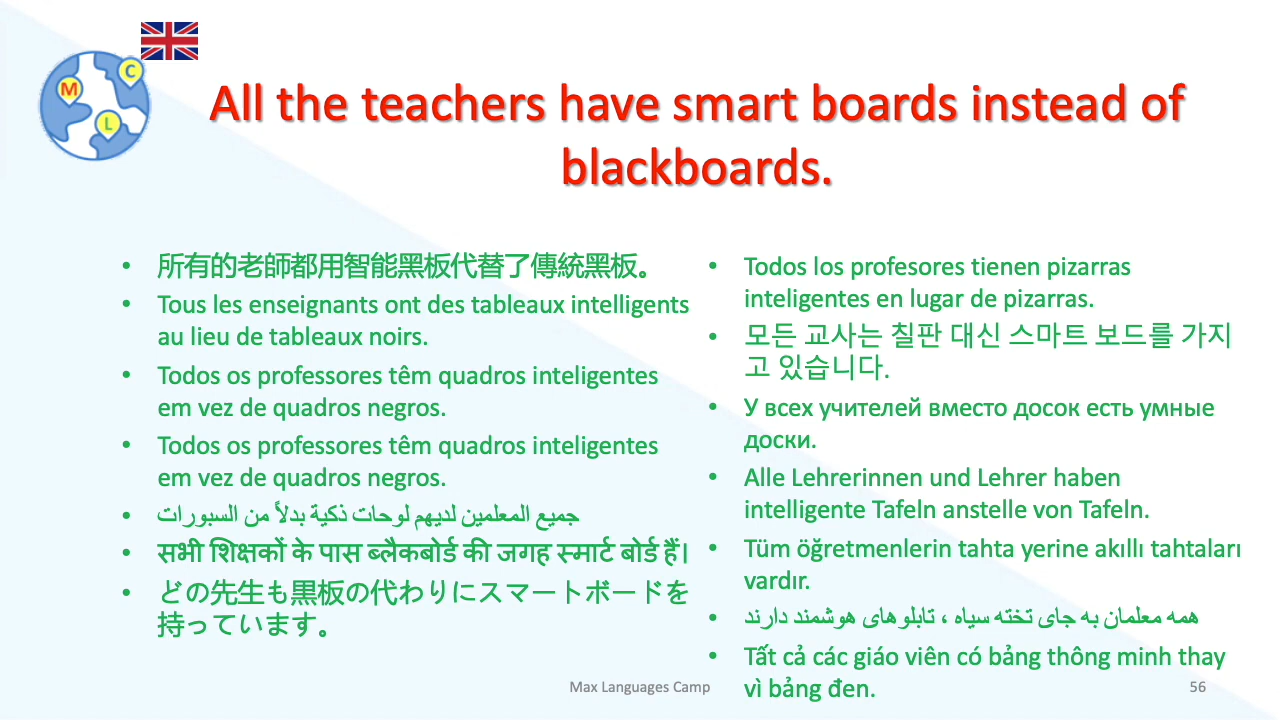 M
C
L
All the teachers have smart boards instead of
blackboards.
• 所有的老師都用智能黑板代替了傳統黑板。
• Tous les enseignants ont des tableaux intelligents
au lieu de tableaux noirs.
• Todos os professores têm quadros inteligentes
em vez de quadros negros.
• Todos os professores têm quadros inteligentes
em vez de quadros negros.
• جميع المعلمين لديهم لوحات ذكية بدلاً من السبورات
• सभी शिक्षकों के पास ब्लैकबोर्ड की जगह स्मार्ट बोर्ड हैं।
• どの先生も黒板の代わりにスマートボードを
持っています。
• Todos los profesores tienen pizarras
inteligentes en lugar de pizarras.
• 모든 교사는 칠판 대신 스마트 보드를 가지
고 있습니다.
• У всех учителей вместо досок есть умные
доски.
• Alle Lehrerinnen und Lehrer haben
intelligente Tafeln anstelle von Tafeln.
• Tüm öğretmenlerin tahta yerine akıllı tahtaları
vardır.
• همه معلمان به جای تخته سیاه ، تابلوهای هوشمند دارند
• Tất cả các giáo viên có bảng thông minh thay
vì bảng đen.
Max Languages Camp
56